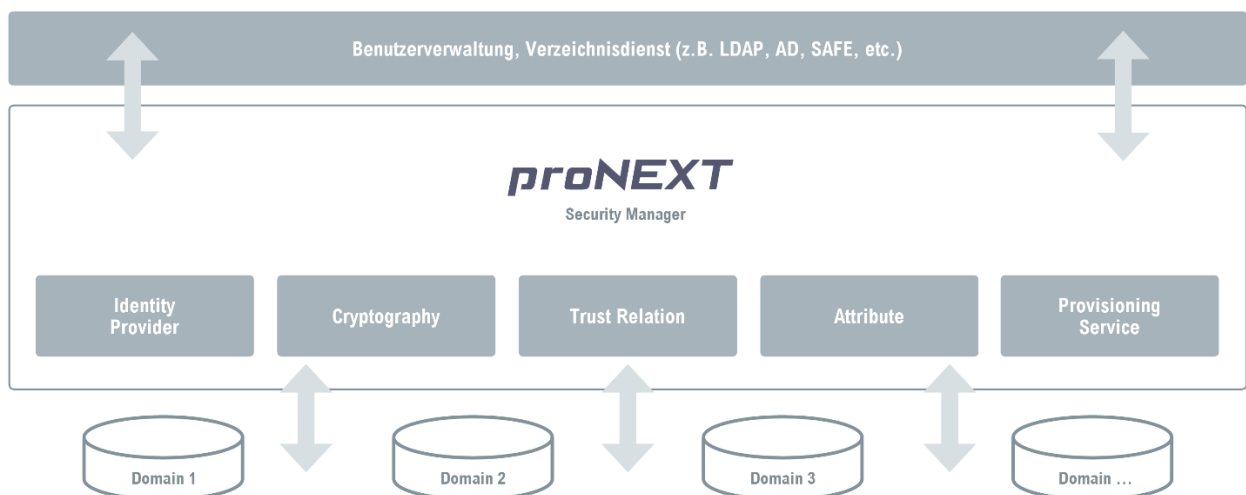 Benutzerverwaltung, Verzeichnisdienst (z.B. LDAP, AD, SAFE, etc.)
proNEXT
Security Manager
Identity
Provider
Cryptography
Trust Relation
Attribute
Provisioning
Service
Domain 1
Domain 2
Domain 3
Domain ...